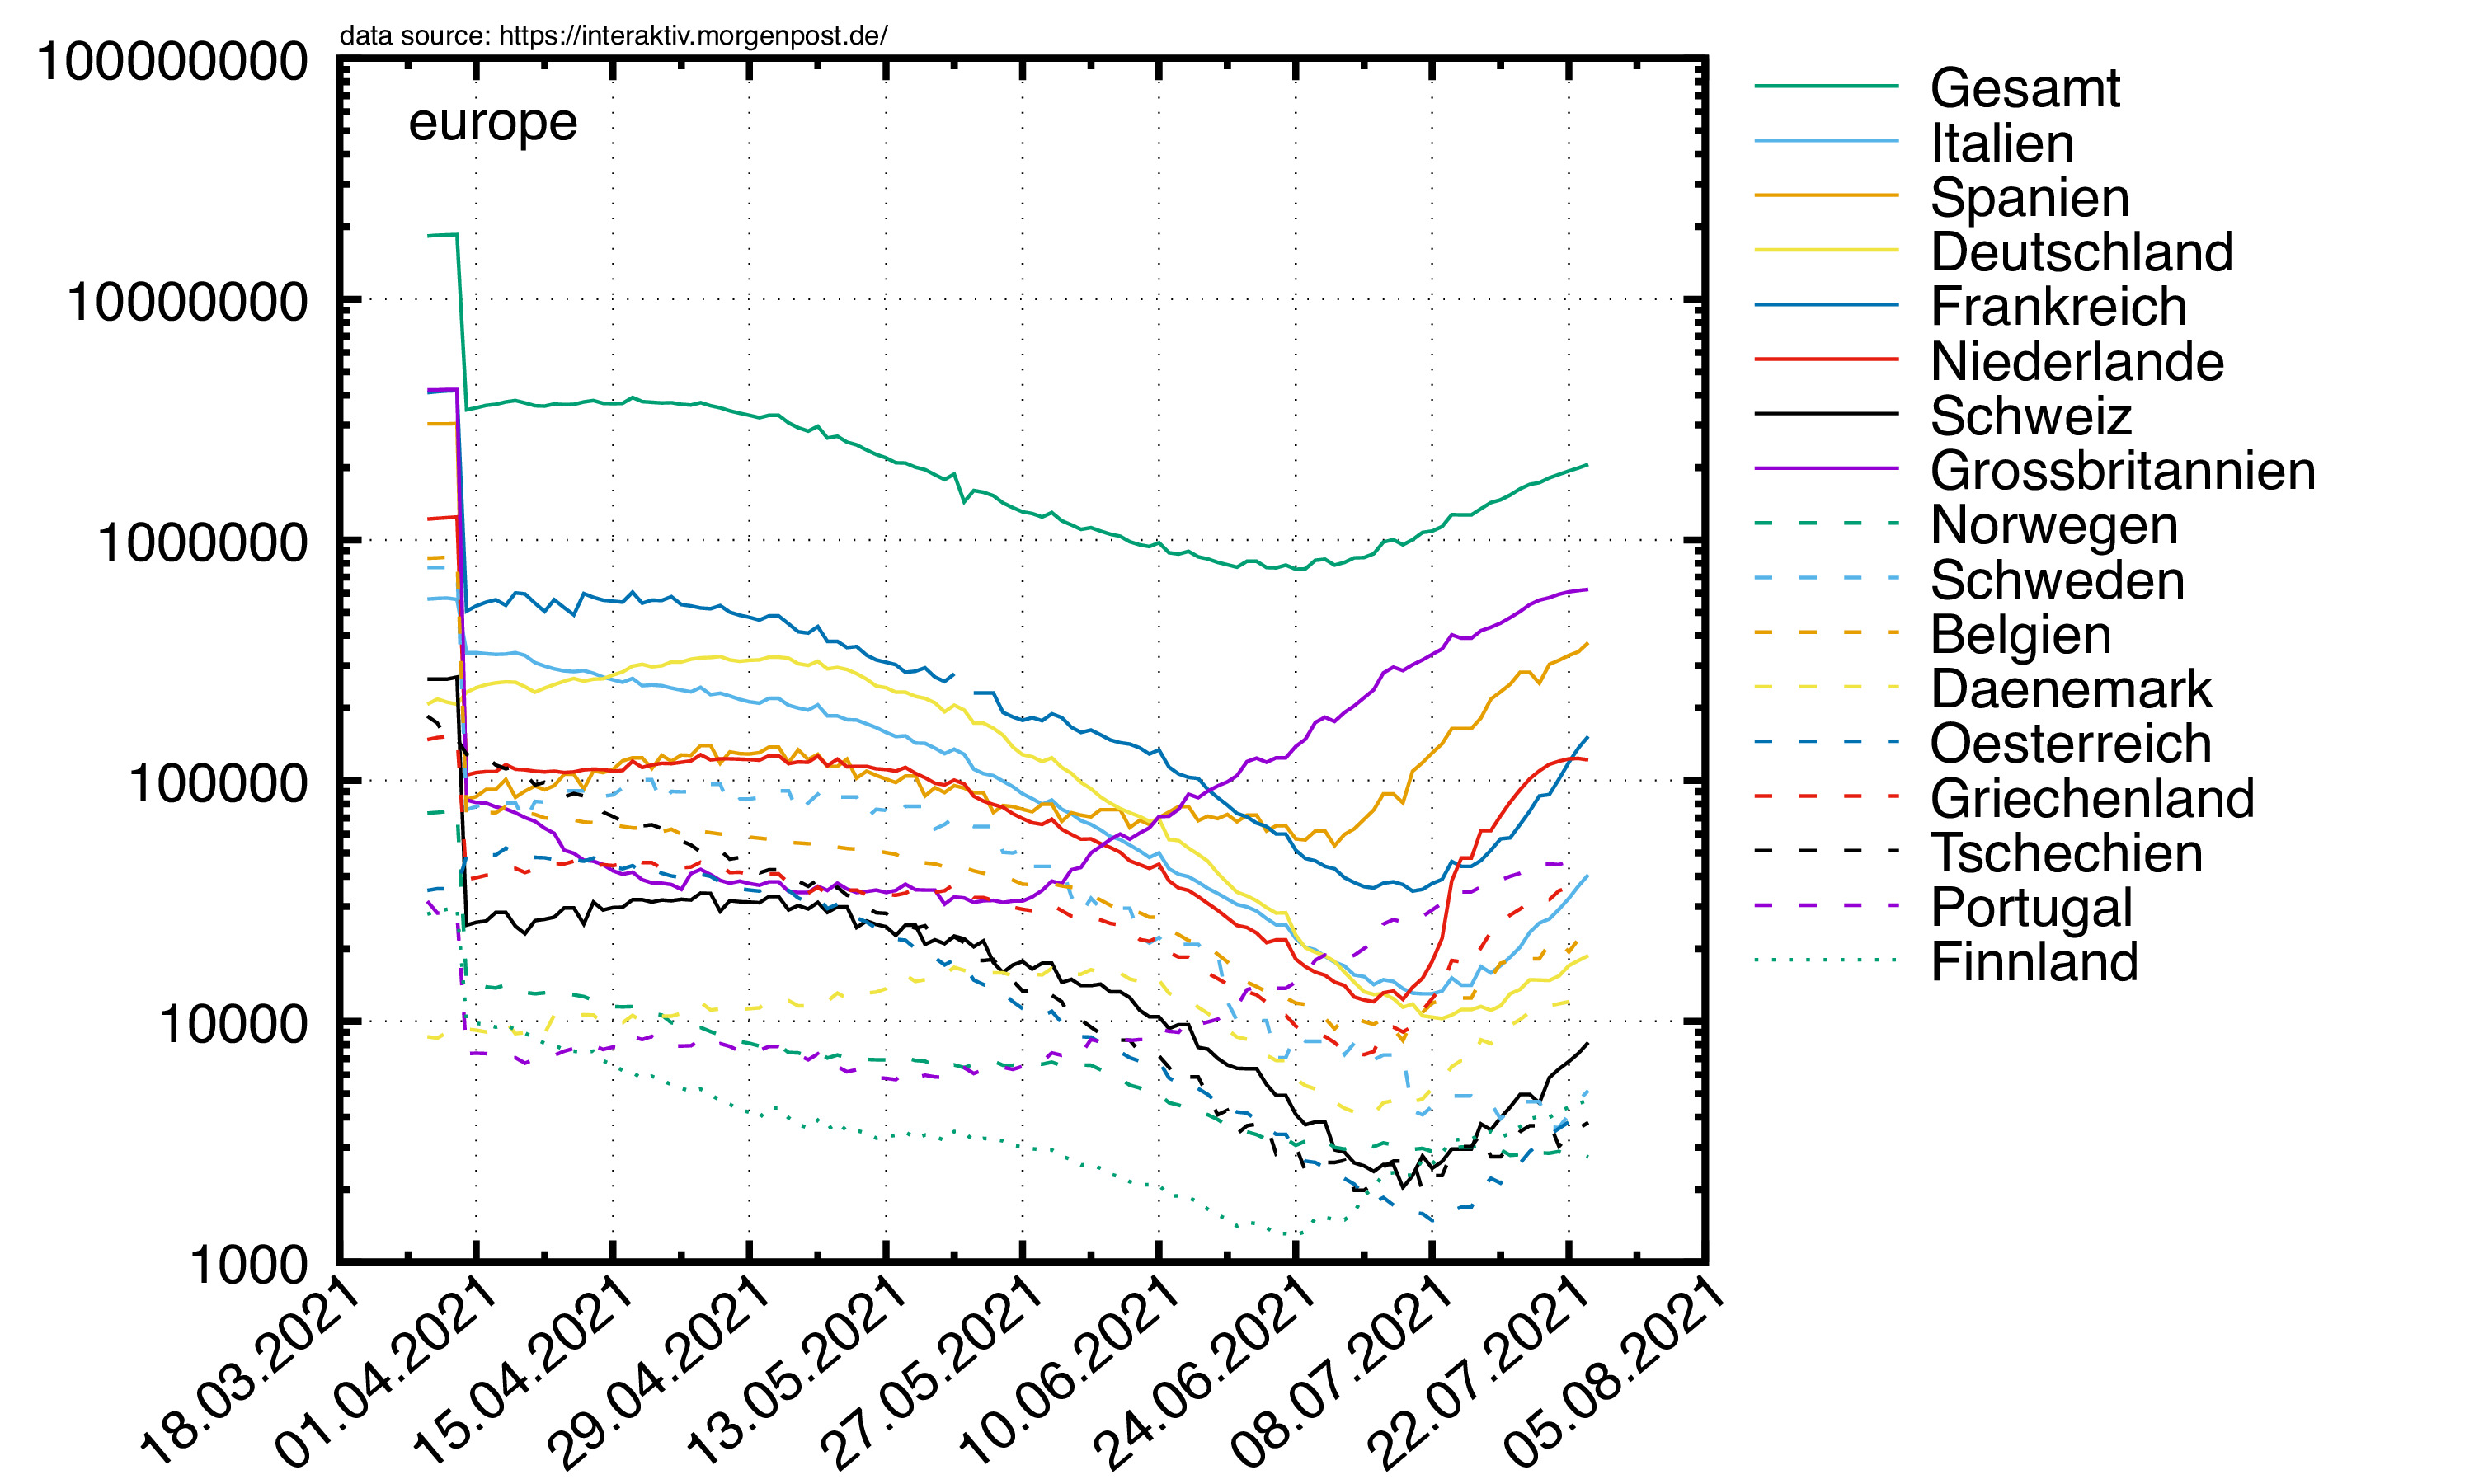 data source: https://interaktiv.morgenpost.de/
europe
100000000
10000000
1000000
100000
10000
1000
18.03.2021
01.04.2021
15.04.2021
29.04.2021
13.05.2021
27.05.2021
10.06.2021
24.06.2021
08.07.2021
22.07.2021
05.08.2021
Gesamt
Italien
Spanien
Deutschland
Frankreich
Niederlande
Schweiz
Grossbritannien
Norwegen
Schweden
Belgien
Daenemark
Oesterreich
Griechenland
Tschechien
Portugal
Finnland